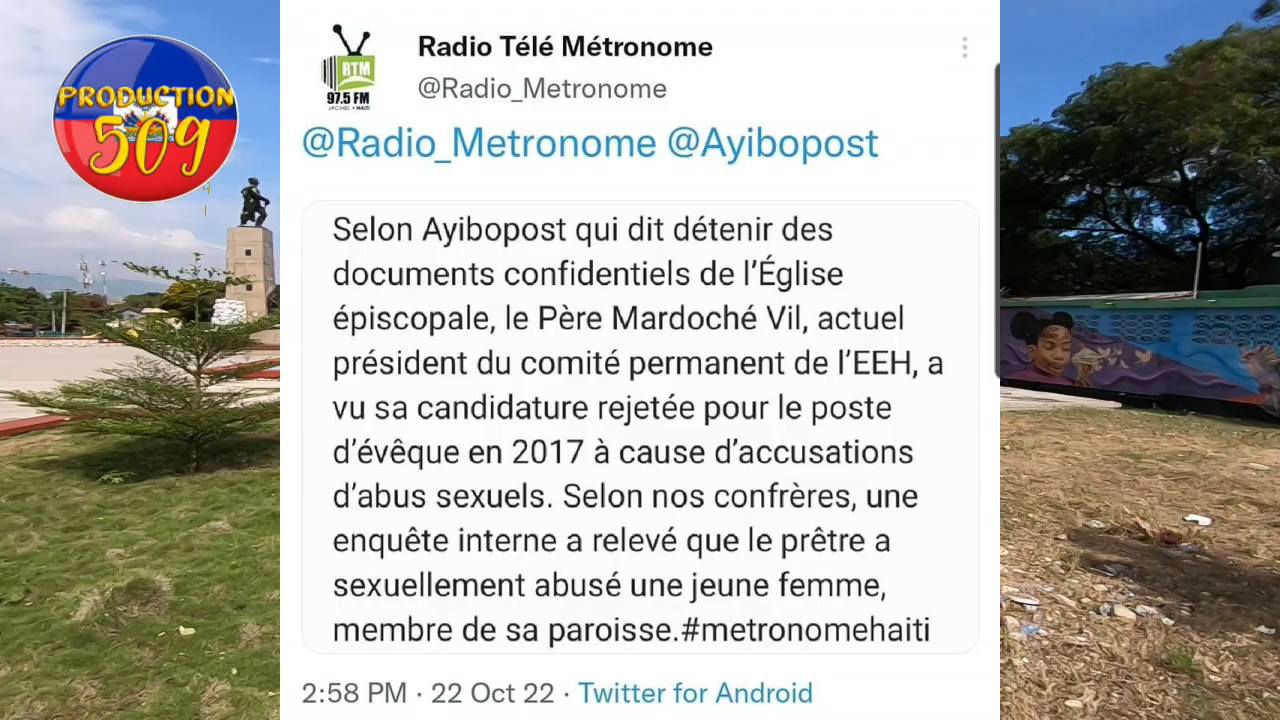 PRODUCTION
509
RTM
97.5 FM
JACMEL • HAITI
Radio Télé Métronome
@Radio_Metronome
@Radio_Metronome @Ayibopost
Selon Ayibopost qui dit détenir des
documents confidentiels de l’Église
épiscopale, le Père Mardoché Vil, actuel
président du comité permanent de l’EEH, a
vu sa candidature rejetée pour le poste
d’évêque en 2017 à cause d’accusations
d’abus sexuels. Selon nos confrères, une
enquête interne a relevé que le prêtre a
sexuellement abusé une jeune femme,
membre de sa paroisse.#metronomehaiti
2:58 PM · 22 Oct 22 · Twitter for Android